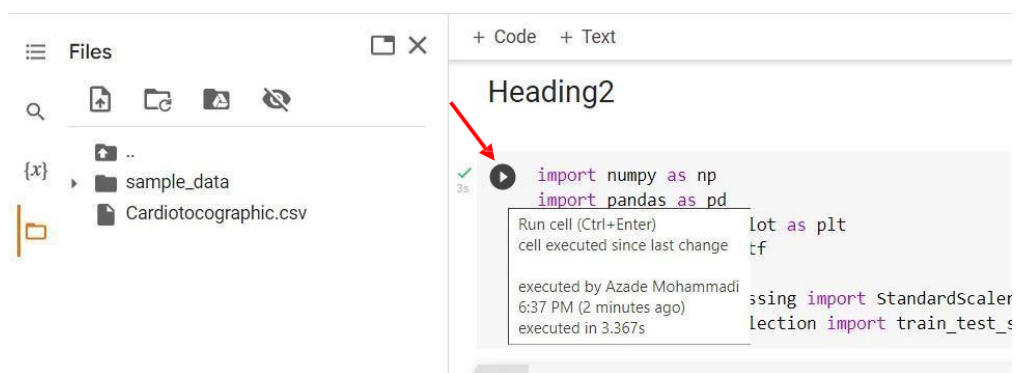 Files
{x}
..
sample_data
Cardiotocographic.csv
+ Code + Text
Heading2
3s
import numpy as np
import pandas as pd
lot as plt
tf
ssing import StandardScaler
lection import train_test_s
Run cell (Ctrl+Enter)
cell executed since last change
executed by Azade Mohammadi
6:37 PM (2 minutes ago)
executed in 3.367s